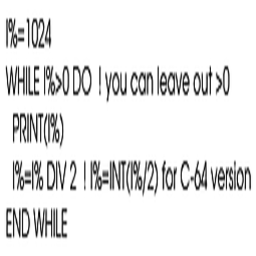 I%=1024
WHILE I%>0 DO ! you can leave out >0
PRINT(I%)
I%=I% DIV 2 ! I%=INT(I%/2) for C-64 version
END WHILE